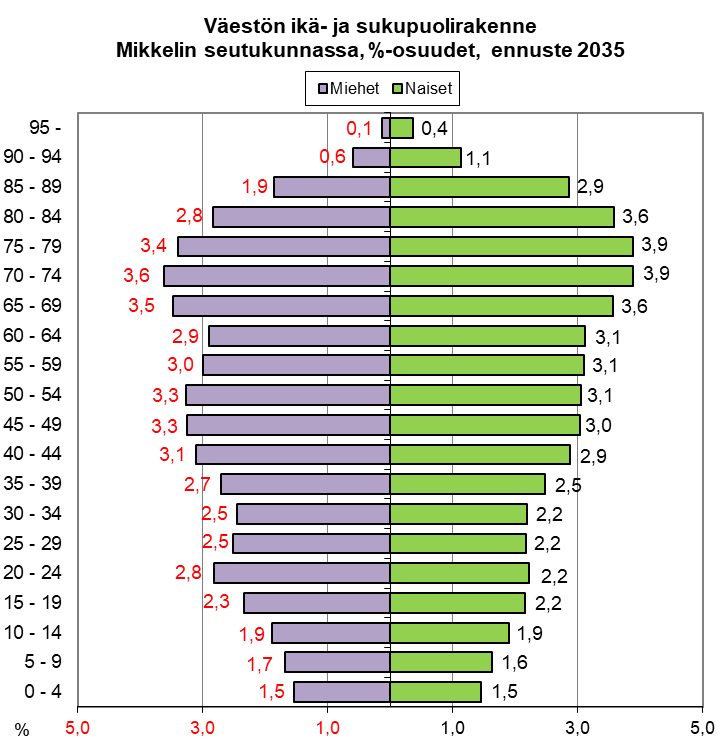 Väestön ikä- ja sukupuolirakenne
Mikkelin seutukunnassa, %-osuudet, ennuste 2035
Miehet Naiset
95 - 0,1 0,4
90 - 94 0,6 1,1
85 - 89 1,9 2,9
80 - 84 2,8 3,6
75 - 79 3,4 3,9
70 - 74 3,6 3,9
65 - 69 3,5 3,6
60 - 64 2,9 3,1
55 - 59 3,0 3,1
50 - 54 3,3 3,1
45 - 49 3,3 3,0
40 - 44 3,1 2,9
35 - 39 2,7 2,5
30 - 34 2,5 2,2
25 - 29 2,5 2,2
20 - 24 2,8 2,2
15 - 19 2,3 2,2
10 - 14 1,9 1,9
5 - 9 1,7 1,6
0 - 4 1,5 1,5
% 5,0 3,0 1,0 1,0 3,0 5,0